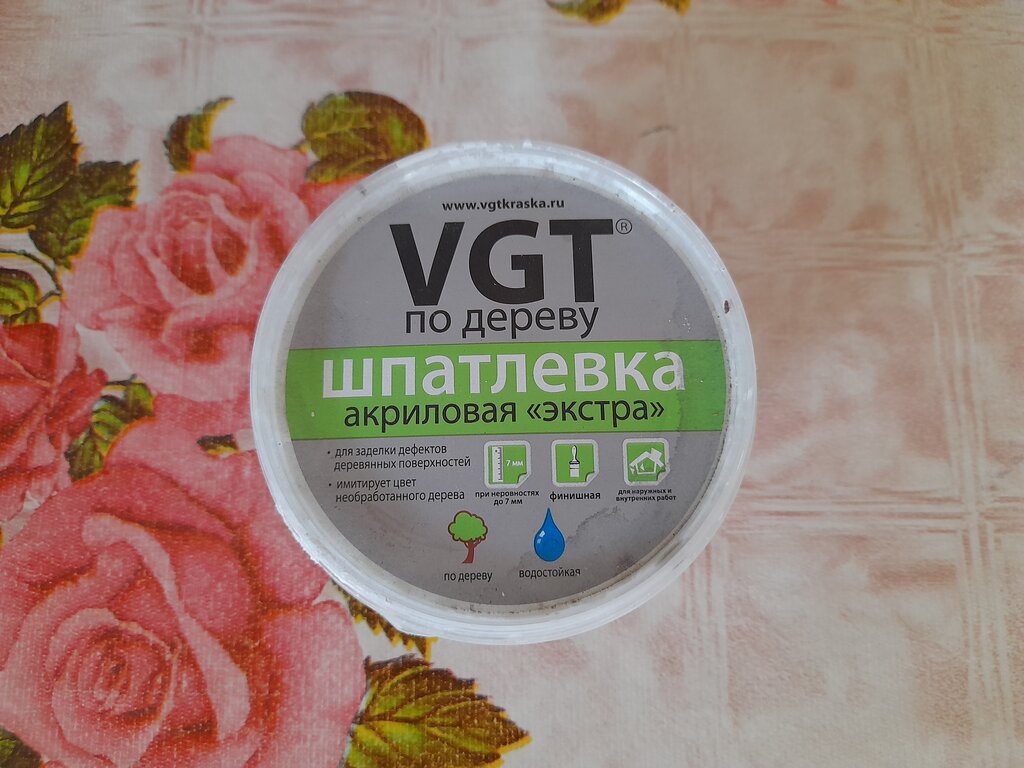 www.vgtkraska.ru
VGT®
по дереву
шпатлевка
акриловая «экстра»
• для заделки дефектов
деревянных поверхностей
• имитирует цвет
необработанного дерева
7 мм
при неровностях
до 7 мм
финишная
для наружных и
внутренних работ
по дереву
водостойкая